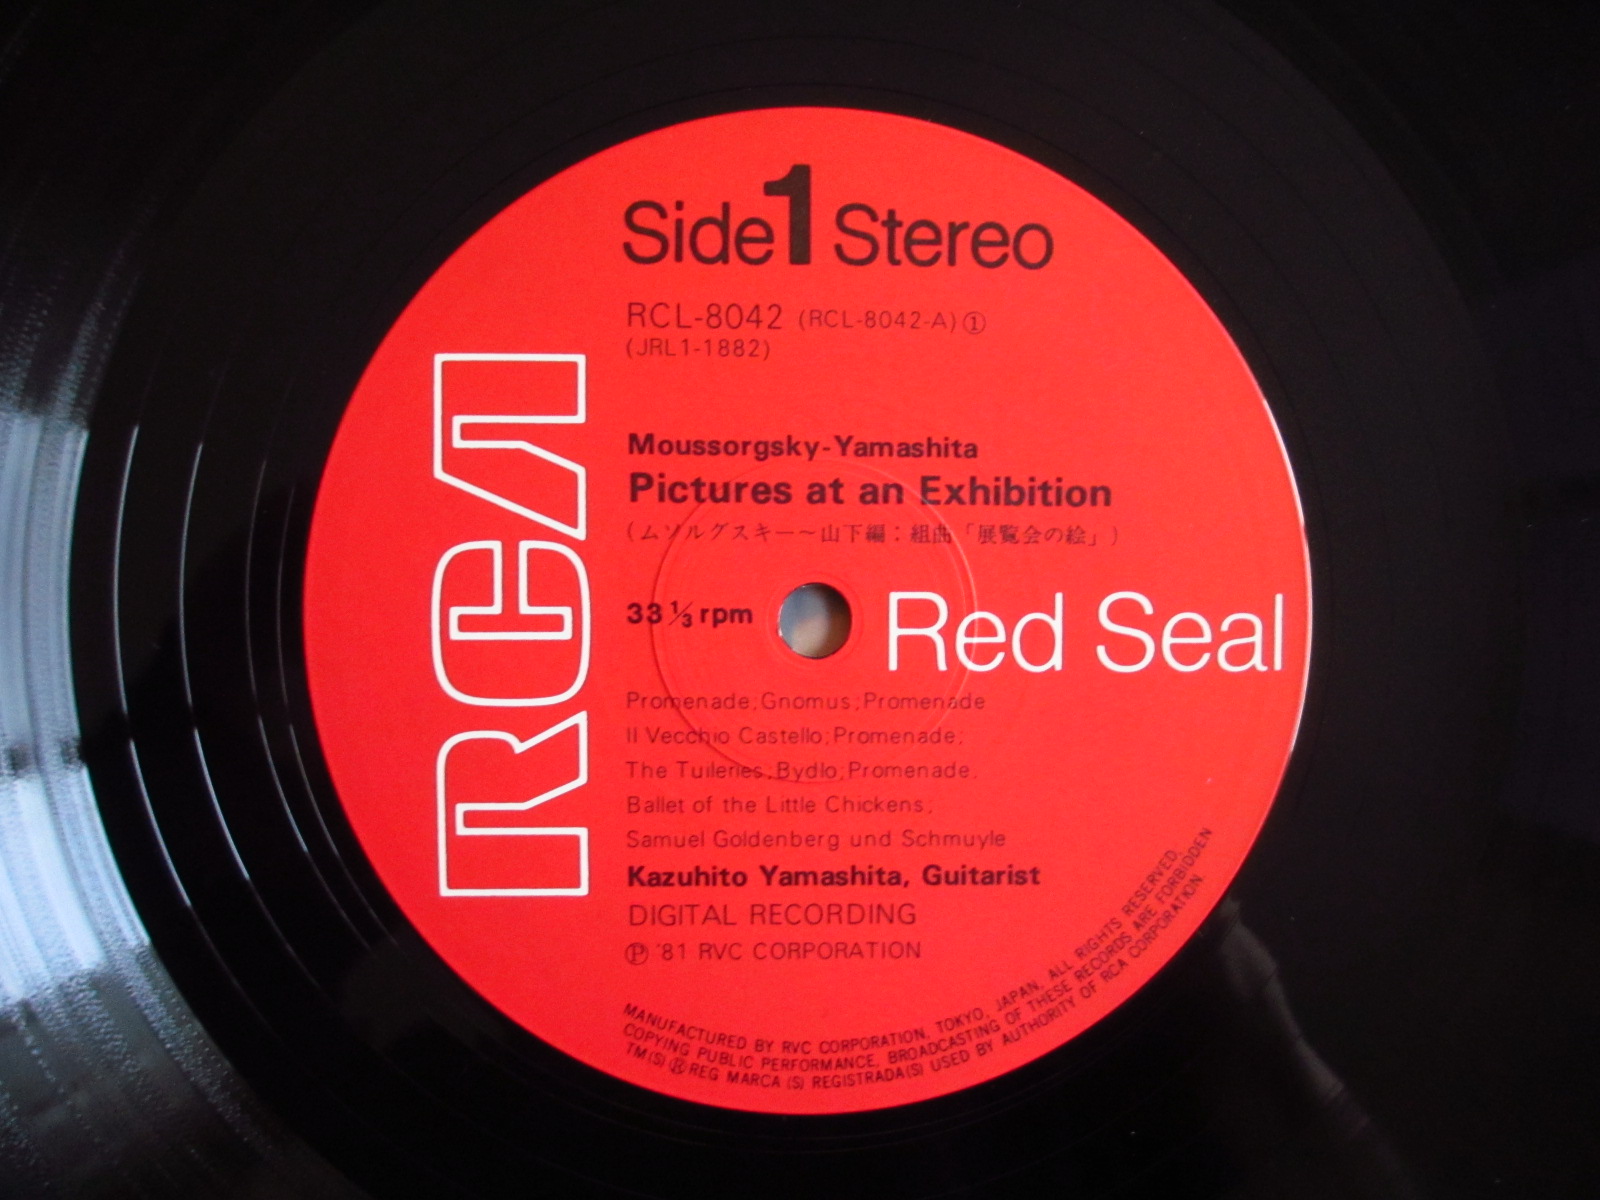 Side 1 Stereo
RCL-8042 (RCL-8042-A) ①
(JRL1-1882)
Moussorgsky-Yamashita
Pictures at an Exhibition
(ムソルグスキー〜山下編：組曲「展覧会の絵」)
33 1/3 rpm
Red Seal
RCA
Promenade; Gnomus; Promenade
Il Vecchio Castello; Promenade;
The Tuileries; Bydlo; Promenade;
Ballet of the Little Chickens;
Samuel Goldenberg und Schmuyle
Kazuhito Yamashita, Guitarist
DIGITAL RECORDING
Ⓟ '81 RVC CORPORATION
MANUFACTURED BY RVC CORPORATION, TOKYO, JAPAN, ALL RIGHTS RESERVED,
COPYING PUBLIC PERFORMANCE, BROADCASTING OF THESE RECORDS ARE FORBIDDEN
TM(S) ® REG MARCA (S) REGISTRADA(S) USED BY AUTHORITY OF RCA CORPORATION.